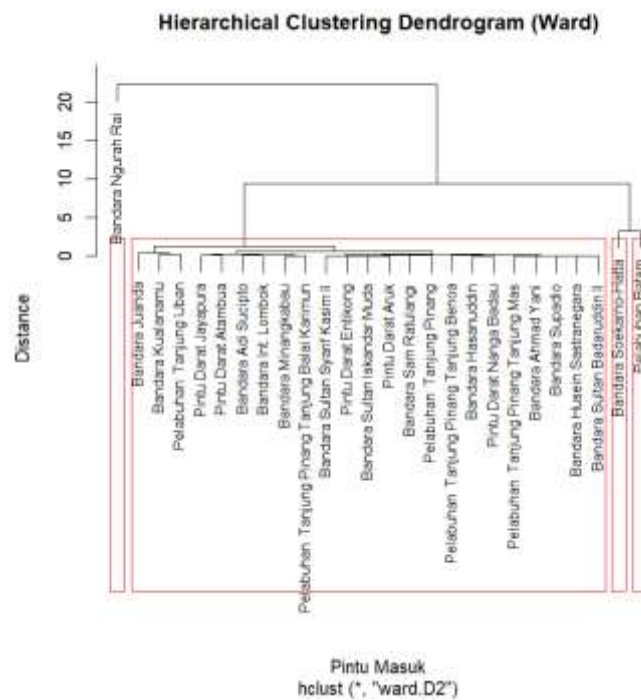 Hierarchical Clustering Dendrogram (Ward)
Distance
20
15
10
5
0
Bandara Ngurah Rai
Bandara Juanda
Bandara Kualanamu
Pelabuhan Tanjung Uban
Pintu Darat Jayapura
Pintu Darat Atambua
Bandara Adi Sucipto
Bandara Int. Lombok
Bandara Minangkabau
Pelabuhan Tanjung Pinang Tanjung Balai Karimun
Bandara Sultan Syarif Kasim II
Pintu Darat Entikong
Bandara Sultan Iskandar Muda
Pintu Darat Aruk
Bandara Sam Ratulangi
Pelabuhan Tanjung Pinang
Pelabuhan Tanjung Pinang Tanjung Benoa
Bandara Hasanuddin
Pintu Darat Nanga Badau
Pelabuhan Tanjung Pinang Tanjung Mas
Bandara Ahmad Yani
Bandara Supadio
Bandara Husein Sastranegara
Bandara Sultan Badaruddin II
Bandara Soekarno-Hatta
Pelabuhan Batam
Pintu Masuk
hclust (*, "ward.D2")